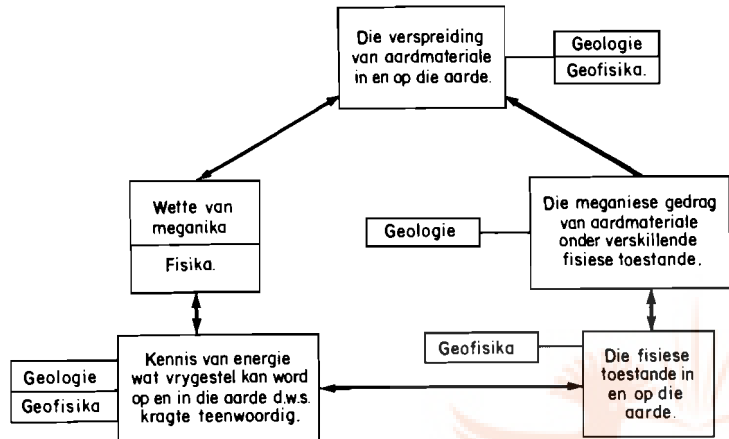 Die verspreiding
van aardmateriale
in en op die aarde.
Geologie
Geofisika.
Wette van
meganika
Fisika.
Geologie
Die meganiese gedrag
van aardmateriale
onder verskillende
fisiese toestande.
Geologie
Geofisika
Kennis van energie
wat vrygestel kan word
op en in die aarde d.w.s.
kragte teenwoordig.
Geofisika
Die fisiese
toestande in
en op die
aarde.